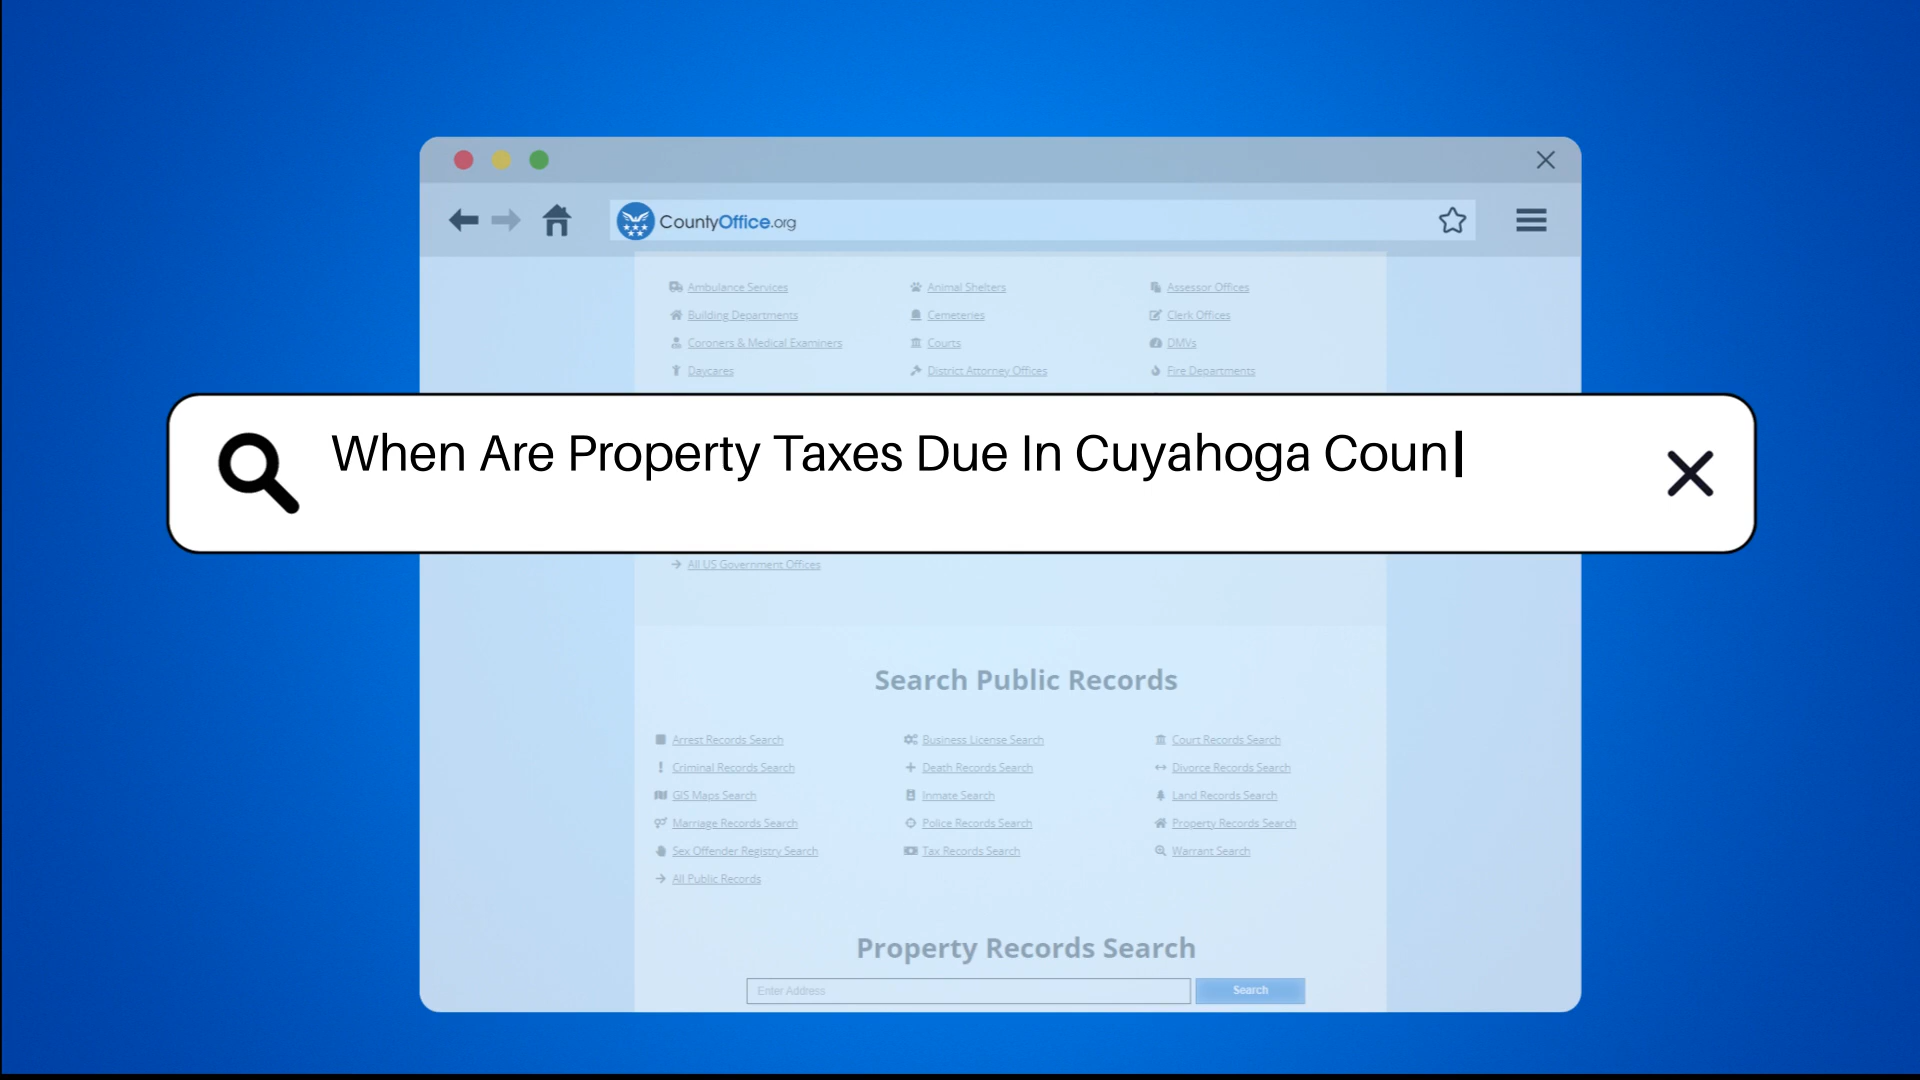 CountyOffice.org
Ambulance Services Animal Shelters Assessor Offices
Building Departments Cemeteries Clerk Offices
Coroners & Medical Examiners Courts DMVs
Daycares District Attorney Offices Fire Departments
When Are Property Taxes Due In Cuyahoga Coun
All US Government Offices
Search Public Records
Arrest Records Search Business License Search Court Records Search
Criminal Records Search Death Records Search Divorce Records Search
GIS Maps Search Inmate Search Land Records Search
Marriage Records Search Police Records Search Property Records Search
Sex Offender Registry Search Tax Records Search Warrant Search
All Public Records
Property Records Search
Enter Address Search